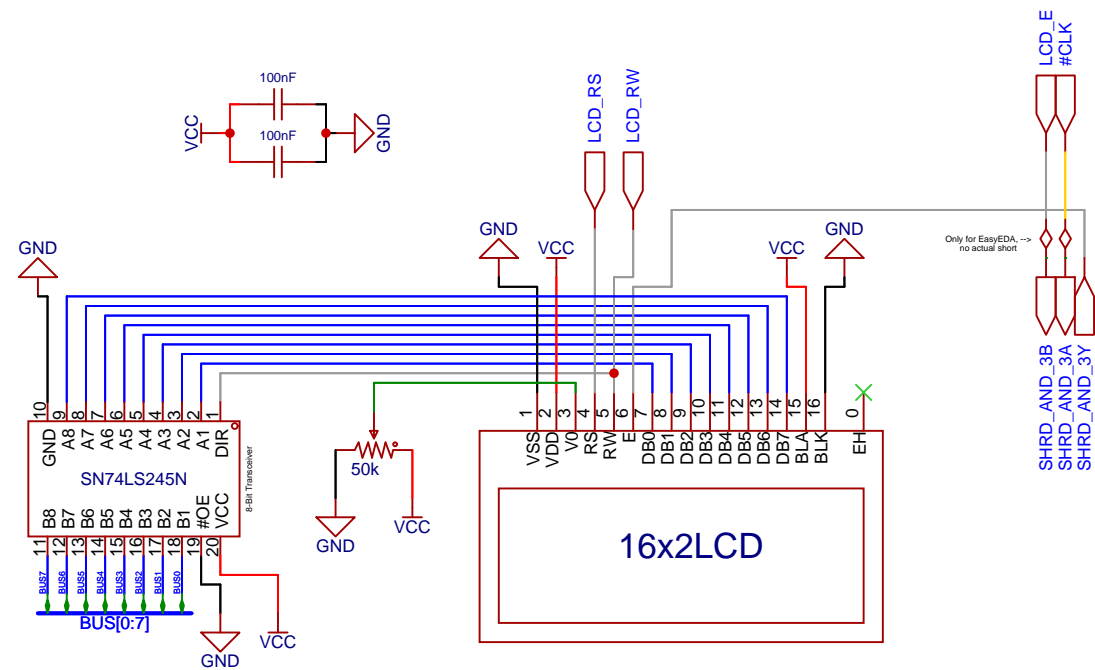 LCD_E
#CLK
100nF
LCD_RS
LCD_RW
VCC
100nF
GND
Only for EasyEDA, -->
no actual short
GND
GND
VCC
VCC
GND
SHRD_AND_3B
SHRD_AND_3A
SHRD_AND_3Y
10
9
8
7
6
5
4
3
2
1
GND
A8
A7
A6
A5
A4
A3
A2
A1
DIR
SN74LS245N
8-Bit Transceiver
B8
B7
B6
B5
B4
B3
B2
B1
#OE
VCC
11
12
13
14
15
16
17
18
19
20
BUS7
BUS6
BUS5
BUS4
BUS3
BUS2
BUS1
BUS0
BUS[0:7]
GND
VCC
50k
GND
VCC
1
2
3
4
5
6
7
8
9
10
11
12
13
14
15
16
0
VSS
VDD
V0
RS
RW
E
DB0
DB1
DB2
DB3
DB4
DB5
DB6
DB7
BLA
BLK
EH
16x2LCD